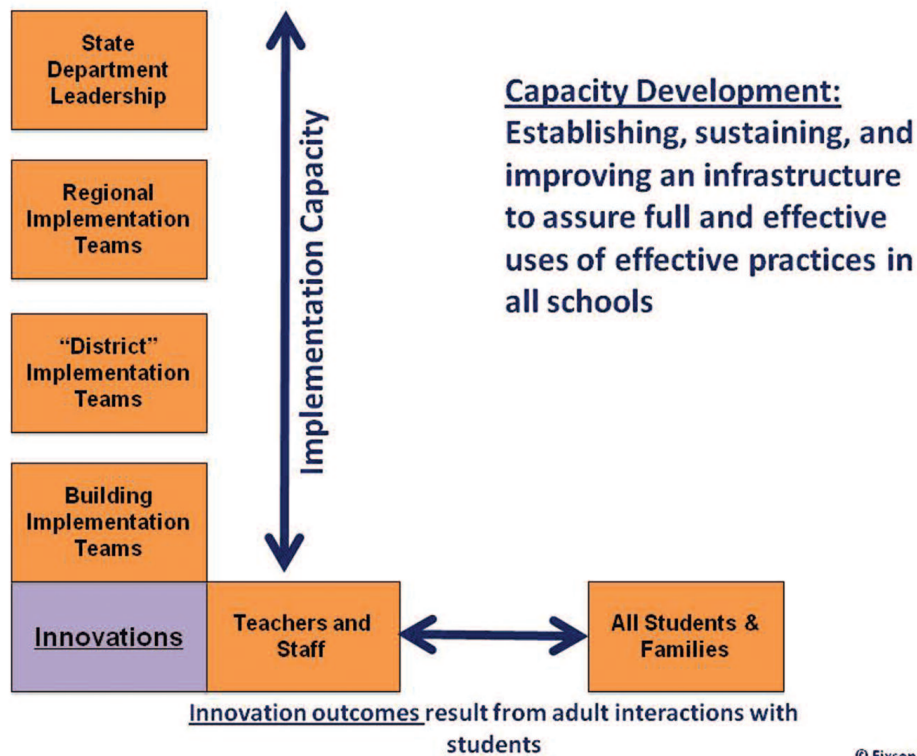 State
Department
Leadership
Capacity Development:
Establishing, sustaining, and
improving an infrastructure
to assure full and effective
uses of effective practices in
all schools
Regional
Implementation
Teams
Implementation Capacity
“District”
Implementation
Teams
Building
Implementation
Teams
Innovations
Teachers and
Staff
All Students &
Families
Innovation outcomes result from adult interactions with
students